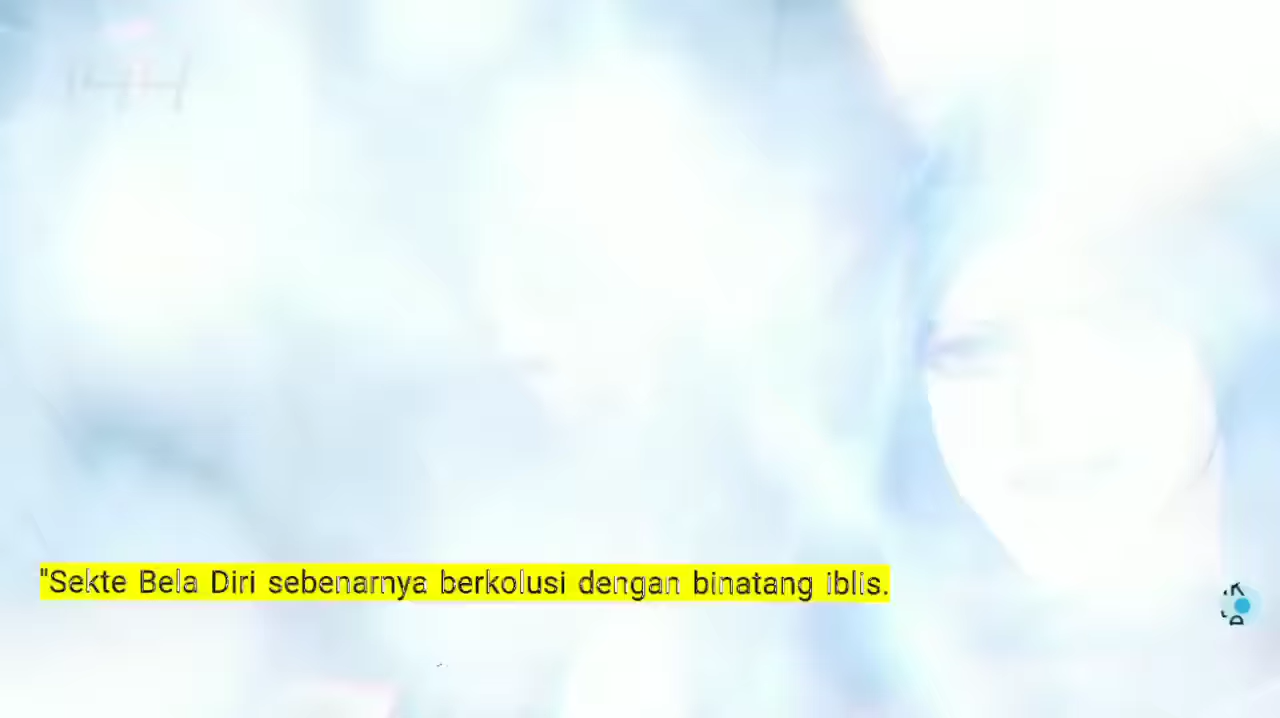 "Sekte Bela Diri sebenarnya berkolusi dengan binatang iblis.